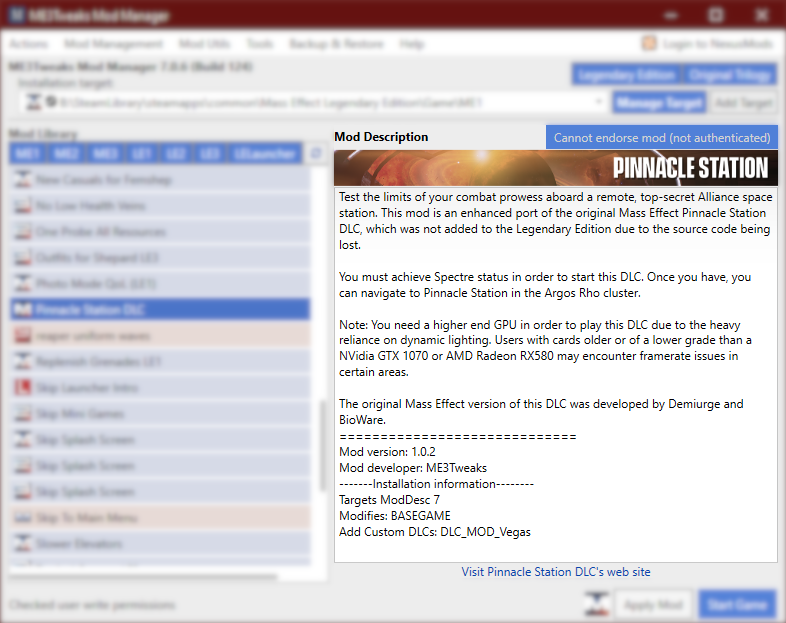 ME3Tweaks Mod Manager
Actions Mod Management Mod Utils Tools Backup & Restore Help Login to NexusMods
ME3Tweaks Mod Manager 7.0.6 (Build 124)
Installation target:
Legendary Edition Original Trilogy
Manage Target Add Target
Mod Library
ME1 ME2 ME3 LE1 LE2 LE3 LELauncher
Mod Description
Cannot endorse mod (not authenticated)
PINNACLE STATION
New Casuals for Femshep
No Low Health Veins
One Probe All Resources
Outfits for Shepard LE3
Photo Mode QoL (LE1)
Pinnacle Station DLC
reaper uniform waves
Replenish Grenades LE1
Skip Launcher Intro
Skip Mini Games
Skip Splash Screen
Skip Splash Screen
Skip Splash Screen
Skip To Main Menu
Slower Elevators
Test the limits of your combat prowess aboard a remote, top-secret Alliance space
station. This mod is an enhanced port of the original Mass Effect Pinnacle Station
DLC, which was not added to the Legendary Edition due to the source code being
lost.
You must achieve Spectre status in order to start this DLC. Once you have, you
can navigate to Pinnacle Station in the Argos Rho cluster.
Note: You need a higher end GPU in order to play this DLC due to the heavy
reliance on dynamic lighting. Users with cards older or of a lower grade than a
NVidia GTX 1070 or AMD Radeon RX580 may encounter framerate issues in
certain areas.
The original Mass Effect version of this DLC was developed by Demiurge and
BioWare.
=============================
Mod version: 1.0.2
Mod developer: ME3Tweaks
-------Installation information--------
Targets ModDesc 7
Modifies: BASEGAME
Add Custom DLCs: DLC_MOD_Vegas
Visit Pinnacle Station DLC's web site
Checked user write permissions
Apply Mod Start Game